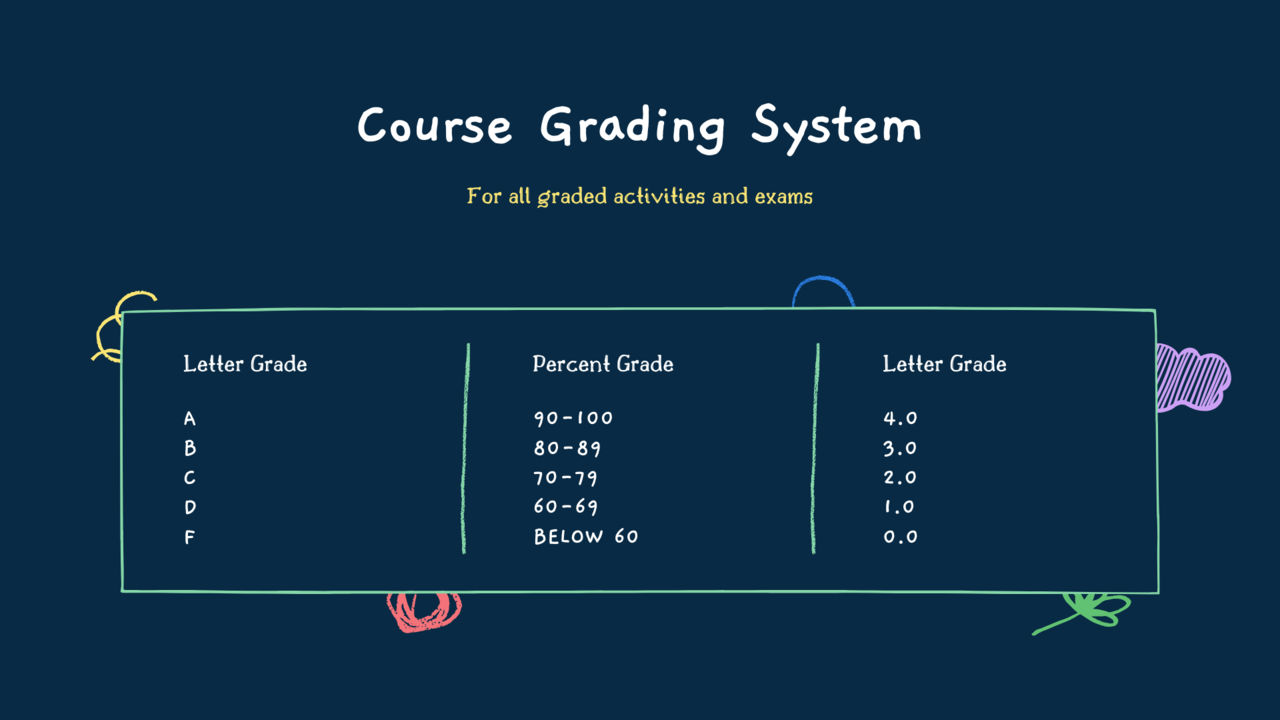 Course Grading System
For all graded activities and exams
Letter Grade
A
B
C
D
F
Percent Grade
90-100
80-89
70-79
60-69
BELOW 60
Letter Grade
4.0
3.0
2.0
1.0
0.0